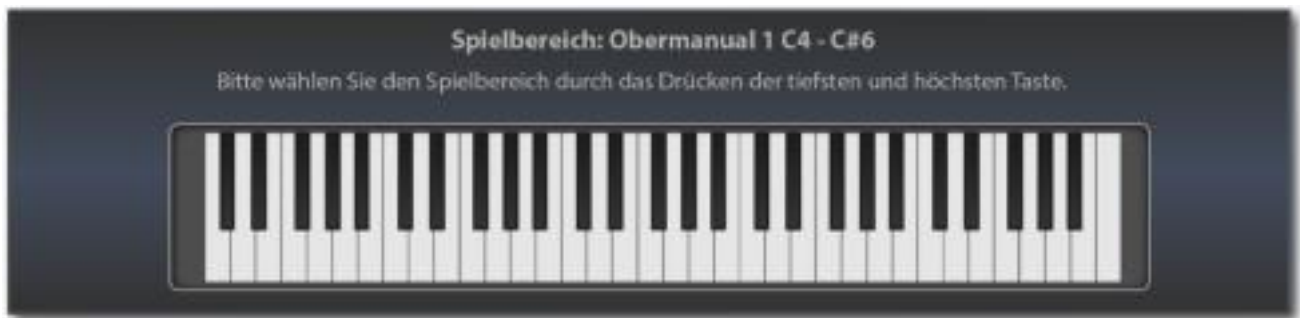 Spielbereich: Obermanual 1 C4 - C#6
Bitte wählen Sie den Spielbereich durch das Drücken der tiefsten und höchsten Taste.